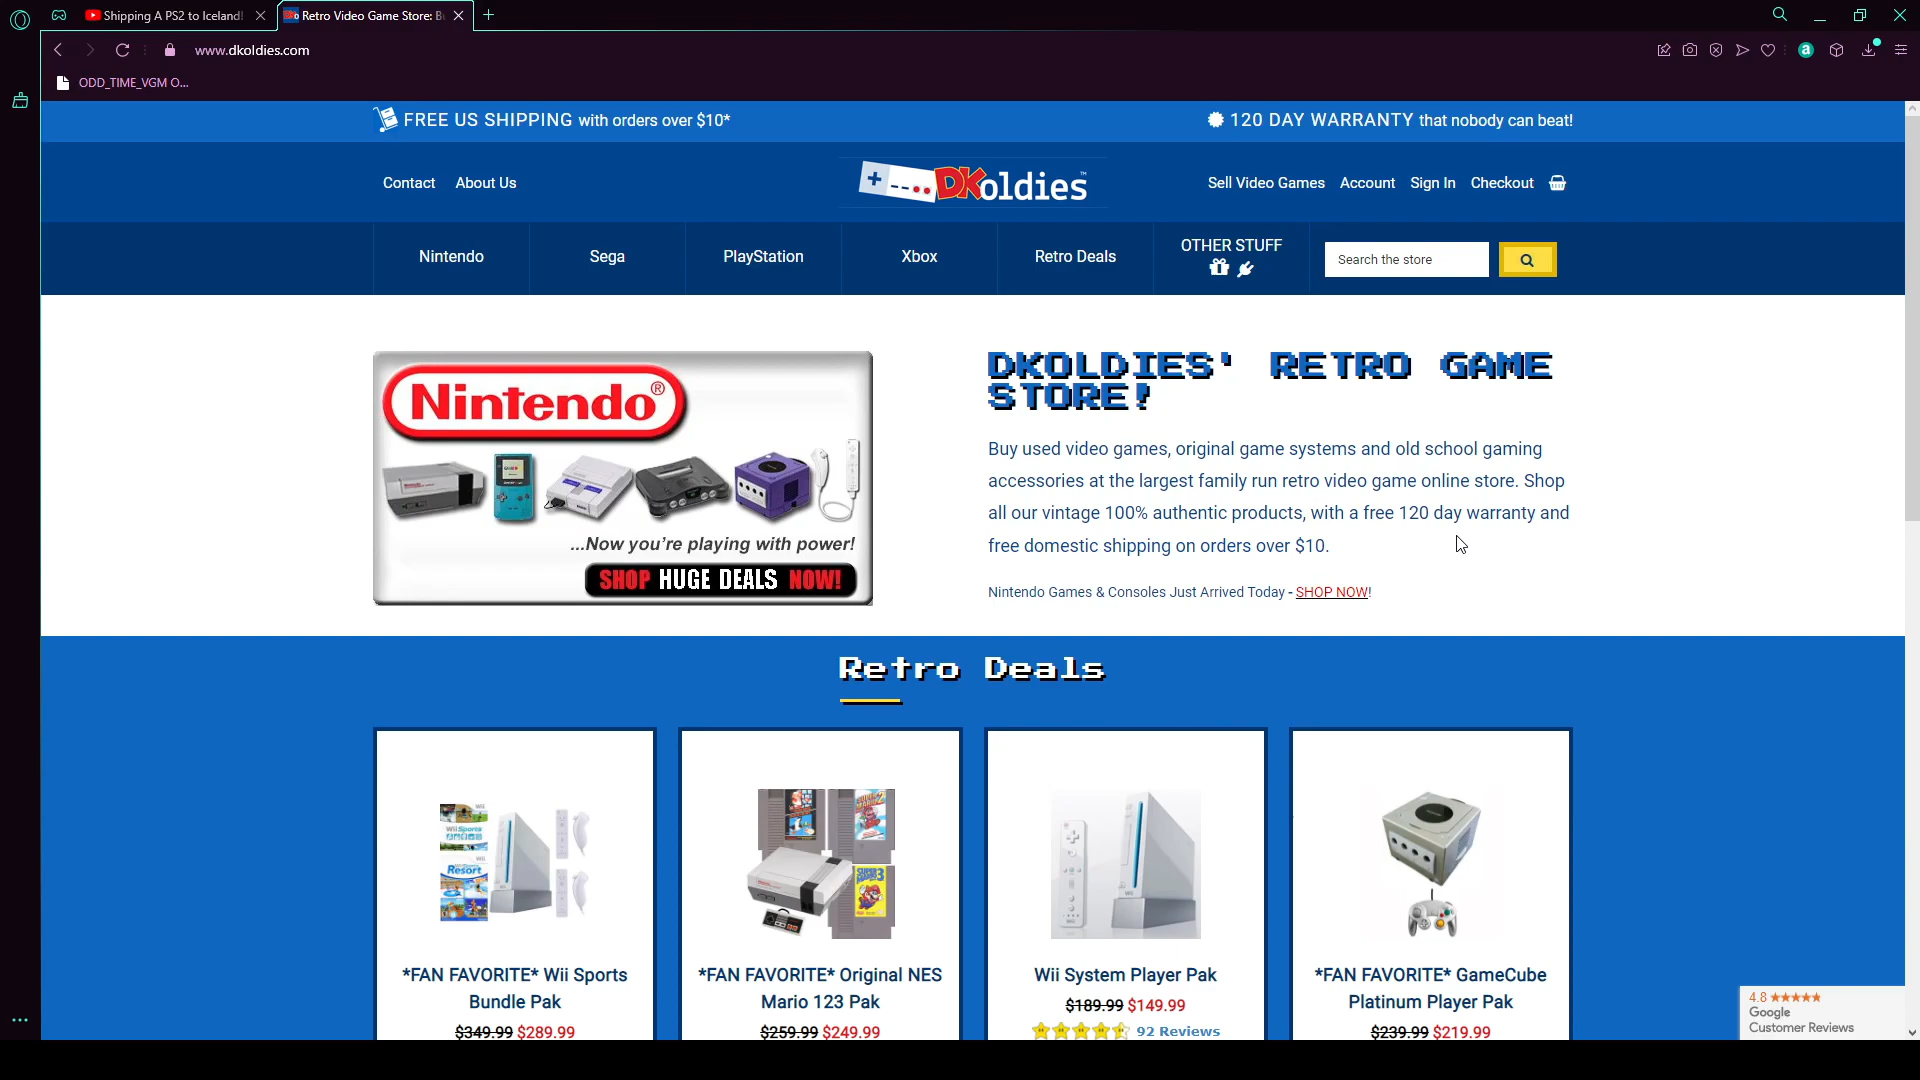 Shipping A PS2 to Iceland!
Retro Video Game Store: B
www.dkoldies.com
ODD_TIME_VGM O...
FREE US SHIPPING with orders over $10*
120 DAY WARRANTY that nobody can beat!
Contact
About Us
DKoldies™
Sell Video Games
Account
Sign In
Checkout
Nintendo
Sega
PlayStation
Xbox
Retro Deals
OTHER STUFF
Search the store
Nintendo®
...Now you're playing with power!
SHOP HUGE DEALS NOW!
DKOLDIES' RETRO GAME
STORE!
Buy used video games, original game systems and old school gaming
accessories at the largest family run retro video game online store. Shop
all our vintage 100% authentic products, with a free 120 day warranty and
free domestic shipping on orders over $10.
Nintendo Games & Consoles Just Arrived Today - SHOP NOW!
Retro Deals
Wii Sports
Resort
SUPER MARIO 3
Wii
*FAN FAVORITE* Wii Sports
Bundle Pak
$349.99 $289.99
*FAN FAVORITE* Original NES
Mario 123 Pak
$259.99 $249.99
Wii System Player Pak
$189.99 $149.99
92 Reviews
*FAN FAVORITE* GameCube
Platinum Player Pak
$239.99 $219.99
4.8
Google
Customer Reviews